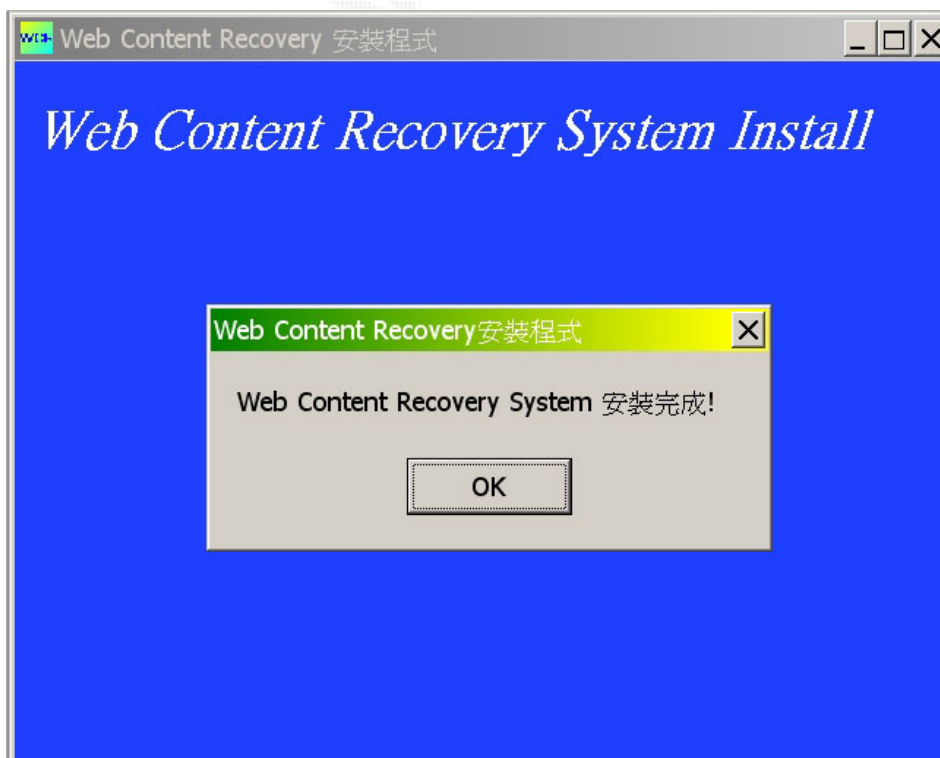 Web Content Recovery 安裝程式
Web Content Recovery System Install
Web Content Recovery安裝程式
Web Content Recovery System 安裝完成!
OK